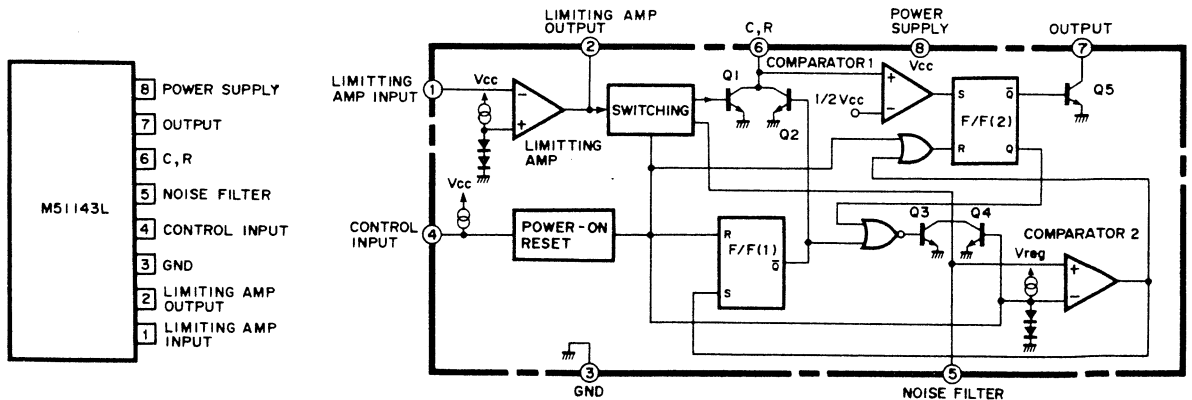 M51143L
8 POWER SUPPLY
7 OUTPUT
6 C,R
5 NOISE FILTER
4 CONTROL INPUT
3 GND
2 LIMITING AMP
OUTPUT
1 LIMITING AMP
INPUT
LIMITING AMP
OUTPUT
2
C,R
6
POWER
SUPPLY
8
Vcc
OUTPUT
7
LIMITTING
AMP INPUT
1
Vcc
−
+
LIMITTING
AMP
SWITCHING
Q1
Q2
COMPARATOR 1
+
−
1/2Vcc
S
Q̅
F/F(2)
R
Q
Q5
CONTROL
INPUT
4
Vcc
POWER-ON
RESET
R
F/F(1)
Q̅
S
Q3
Q4
COMPARATOR 2
Vreg
+
−
3
GND
5
NOISE FILTER